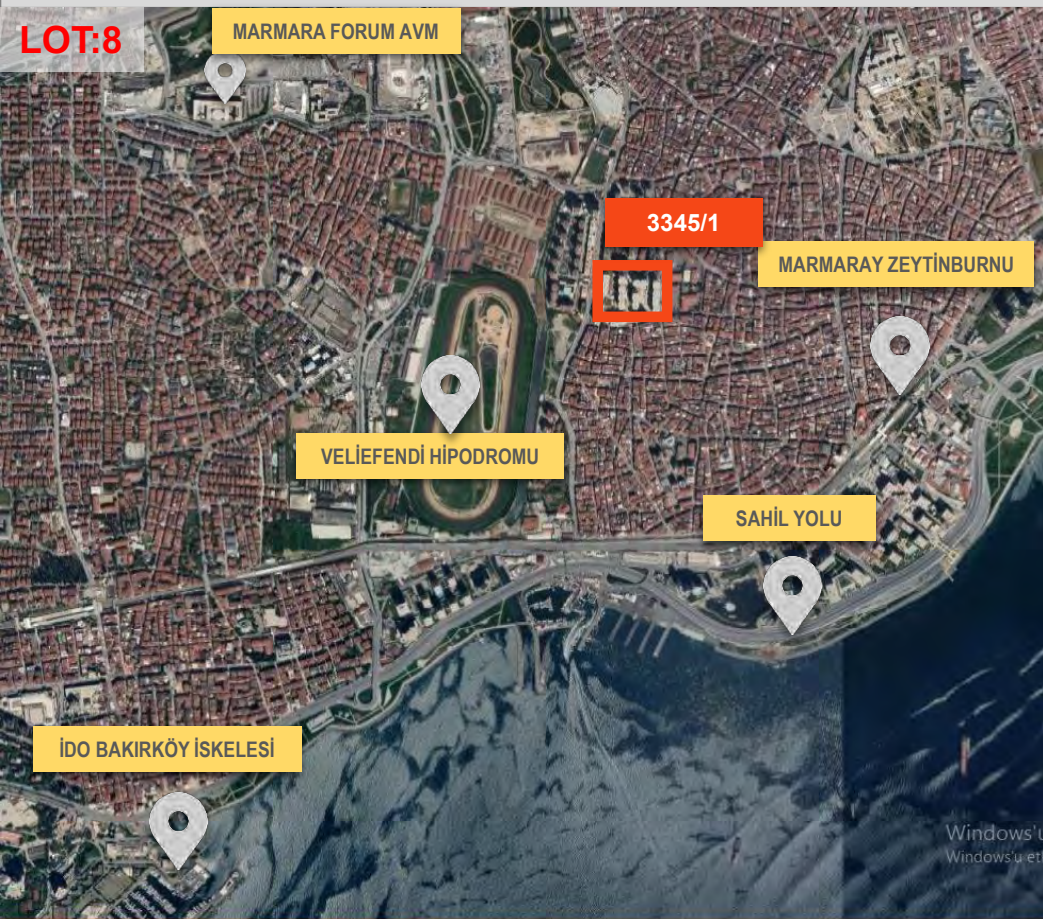 LOT:8
MARMARA FORUM AVM
3345/1
MARMARAY ZEYTİNBURNU
VELİEFENDİ HİPODROMU
SAHİL YOLU
İDO BAKIRKÖY İSKELESİ
Windows'u
Windows'u etk